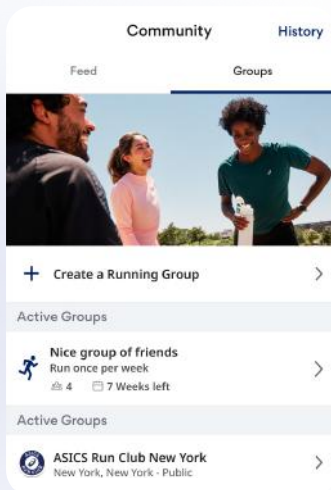 Community
History
Feed
Groups
Create a Running Group
Active Groups
Nice group of friends
Run once per week
4
7 Weeks left
Active Groups
ASICS Run Club New York
New York, New York - Public